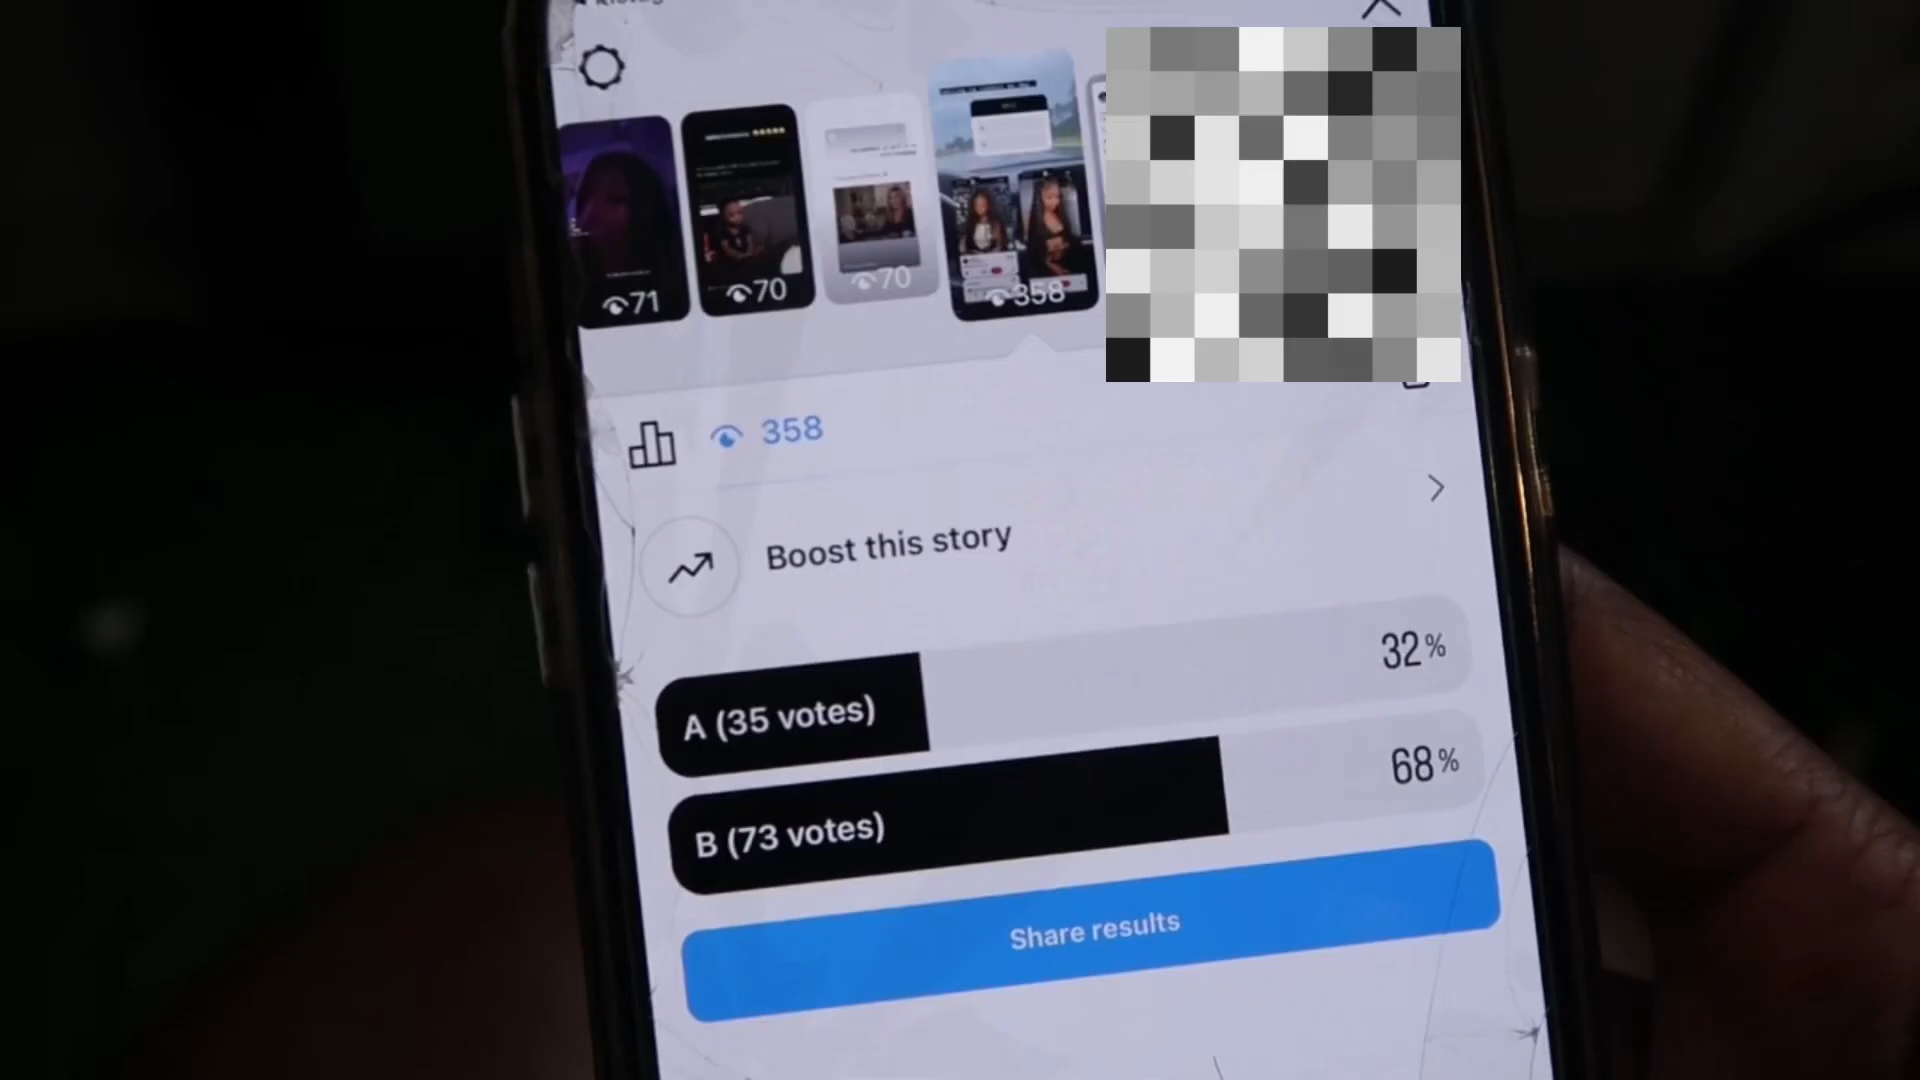 71
70
70
358
358
Boost this story
A (35 votes)
32%
B (73 votes)
68%
Share results